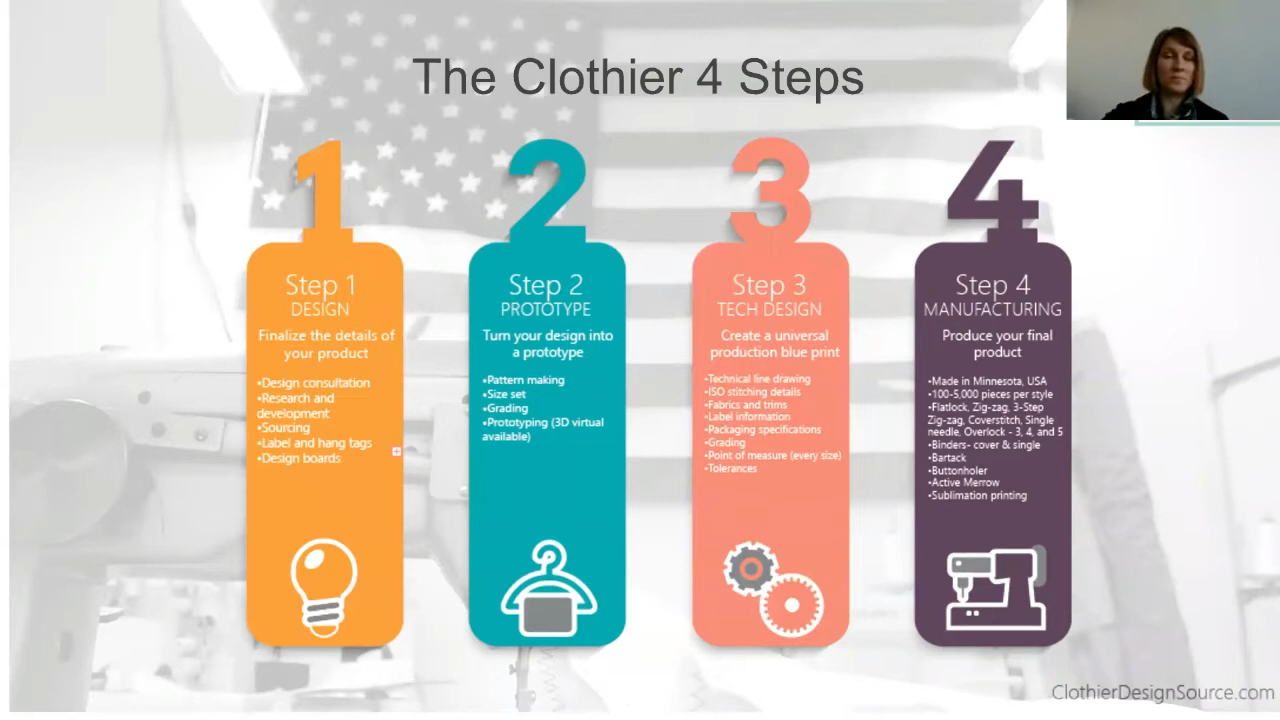 The Clothier 4 Steps
1
Step 1
DESIGN
Finalize the details of
your product
•Design consultation
•Research and
development
•Sourcing
•Label and hang tags
•Design boards
2
Step 2
PROTOTYPE
Turn your design into
a prototype
•Pattern making
•Size set
•Grading
•Prototyping (3D virtual
available)
3
Step 3
TECH DESIGN
Create a universal
production blue print
•Technical line drawing
•ISO stitching details
•Fabrics and trims
•Label information
•Packaging specifications
•Grading
•Point of measure (every size)
•Tolerances
4
Step 4
MANUFACTURING
Produce your final
product
•Made in Minnesota, USA
•100-5,000 pieces per style
•Flatlock, Zig-zag, 3-Step
Zig-zag, Coverstitch, Single
needle, Overlock - 3, 4, and 5
•Binders- cover & single
•Bartack
•Buttonholer
•Active Merrow
•Sublimation printing
ClothierDesignSource.com